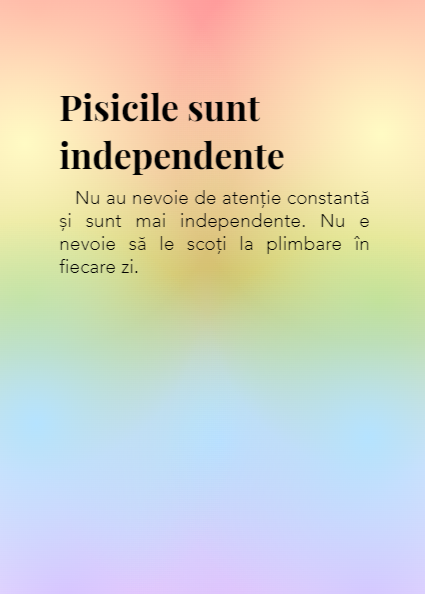 Pisicile sunt
independente
Nu au nevoie de atenție constantă
și sunt mai independente. Nu e
nevoie să le scoți la plimbare în
fiecare zi.